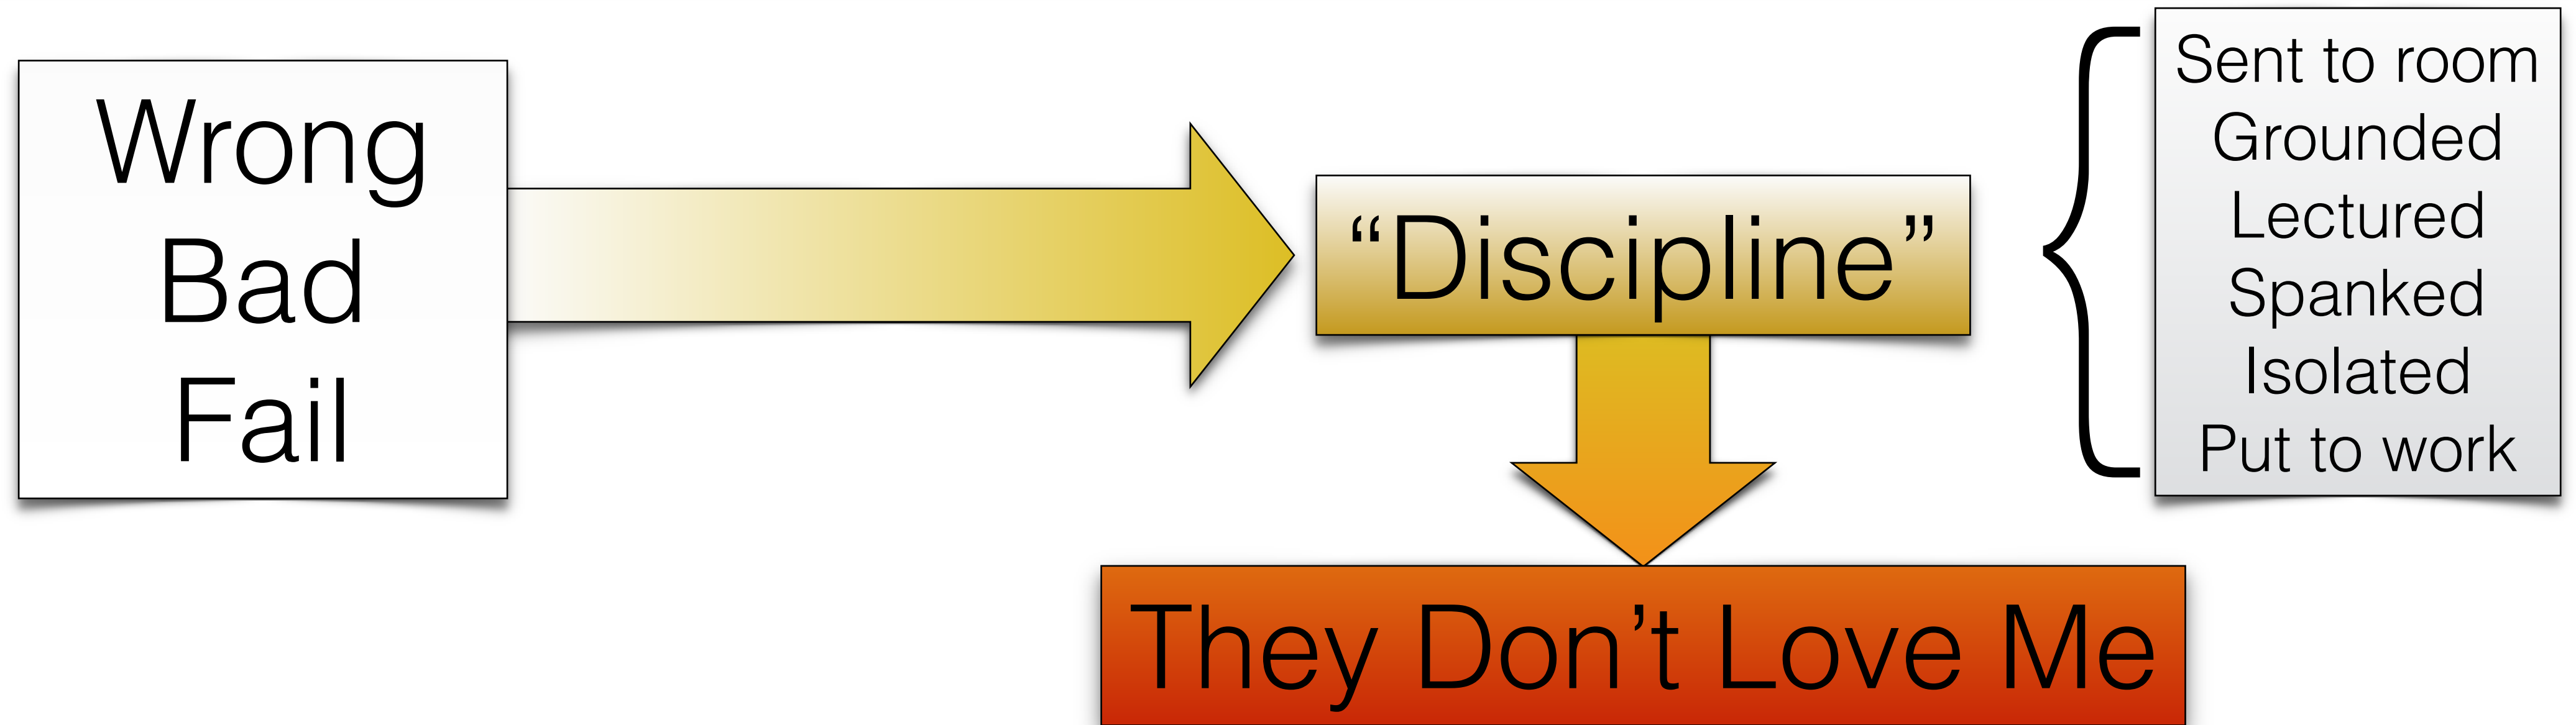 Wrong
Bad
Fail
“Discipline”
Sent to room
Grounded
Lectured
Spanked
Isolated
Put to work
They Don’t Love Me